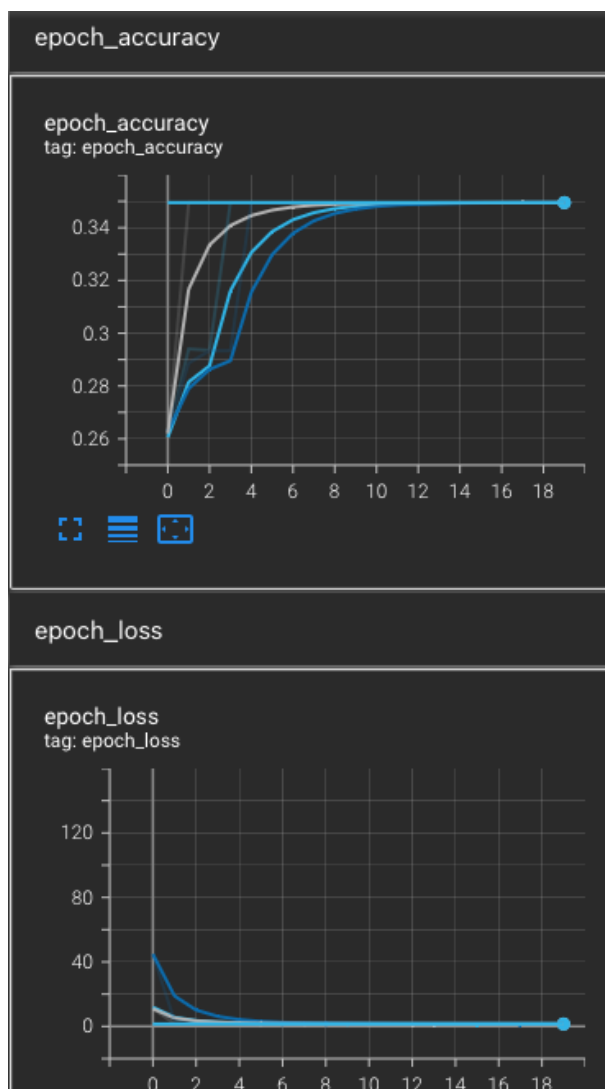 epoch_accuracy
epoch_accuracy
tag: epoch_accuracy
0.34
0.32
0.3
0.28
0.26
0 2 4 6 8 10 12 14 16 18
epoch_loss
epoch_loss
tag: epoch_loss
120
80
40
0
0 2 4 6 8 10 12 14 16 18